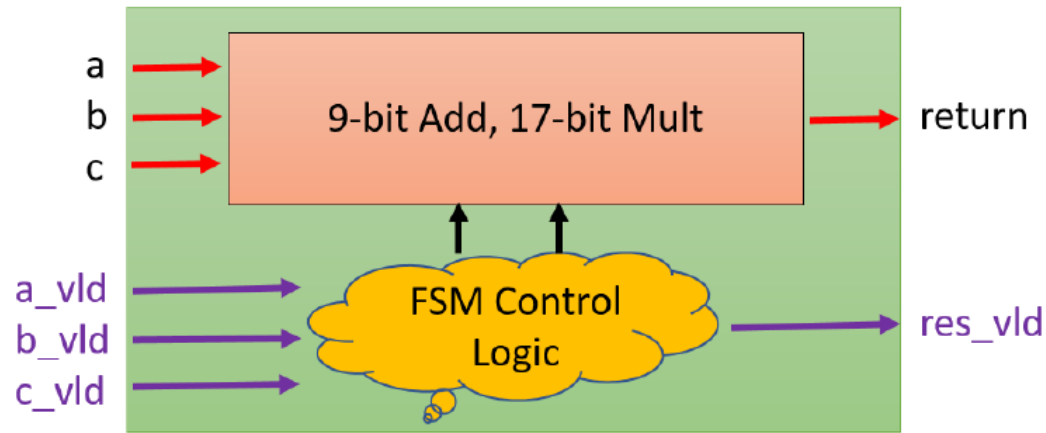 a
b
c
9-bit Add, 17-bit Mult
return
a_vld
b_vld
c_vld
FSM Control
Logic
res_vld